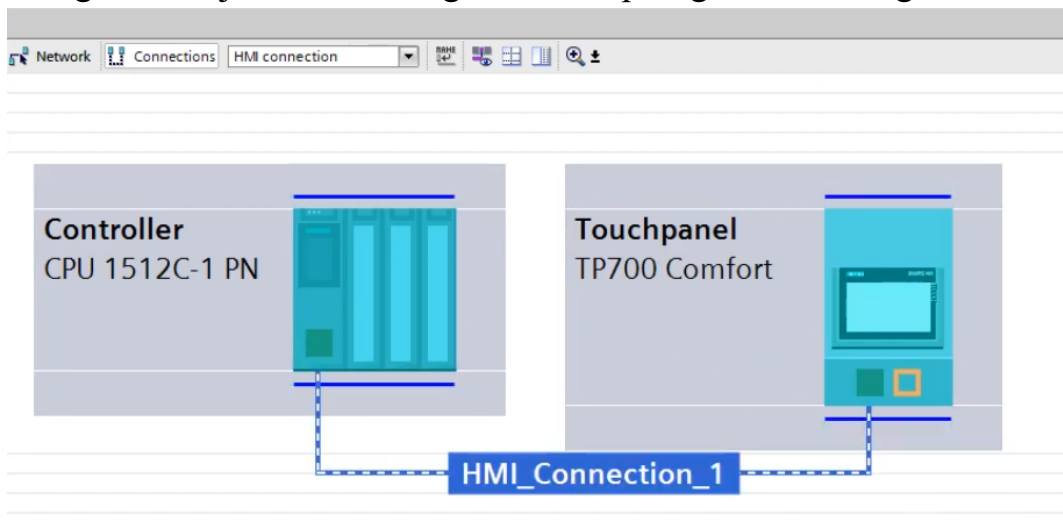 Network Connections HMI connection
Controller
CPU 1512C-1 PN
Touchpanel
TP700 Comfort
HMI_Connection_1